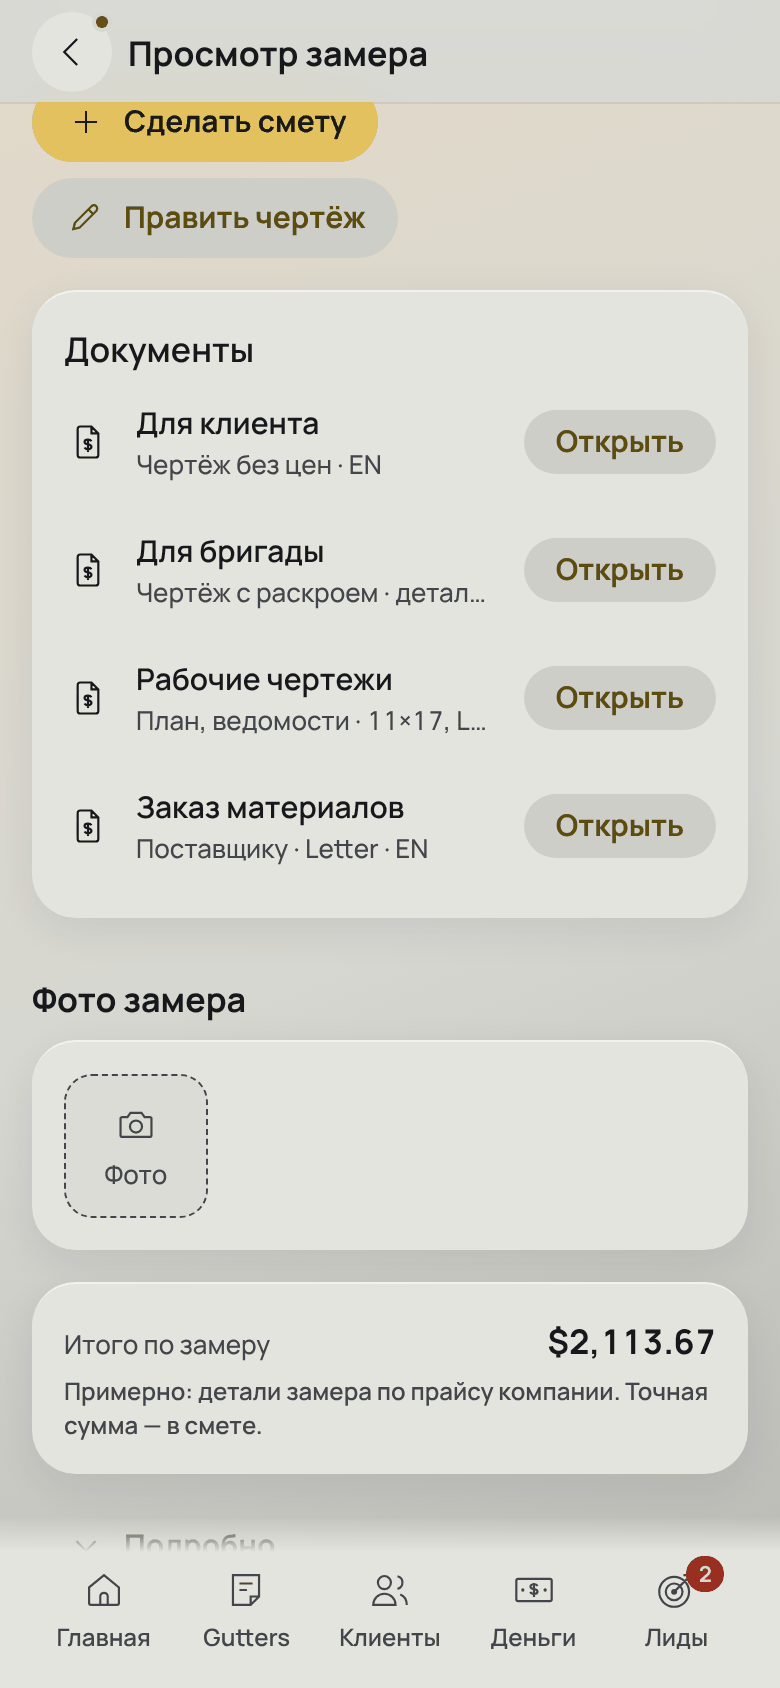 Просмотр замера
Сделать смету
Править чертёж
Документы
Для клиента
Чертёж без цен · EN
Открыть
Для бригады
Чертёж с раскроем · детал...
Открыть
Рабочие чертежи
План, ведомости · 11×17, L...
Открыть
Заказ материалов
Поставщику · Letter · EN
Открыть
Фото замера
Фото
Итого по замеру
$2,113.67
Примерно: детали замера по прайсу компании. Точная
сумма — в смете.
Подробно
Главная
Gutters
Клиенты
Деньги
2
Лиды